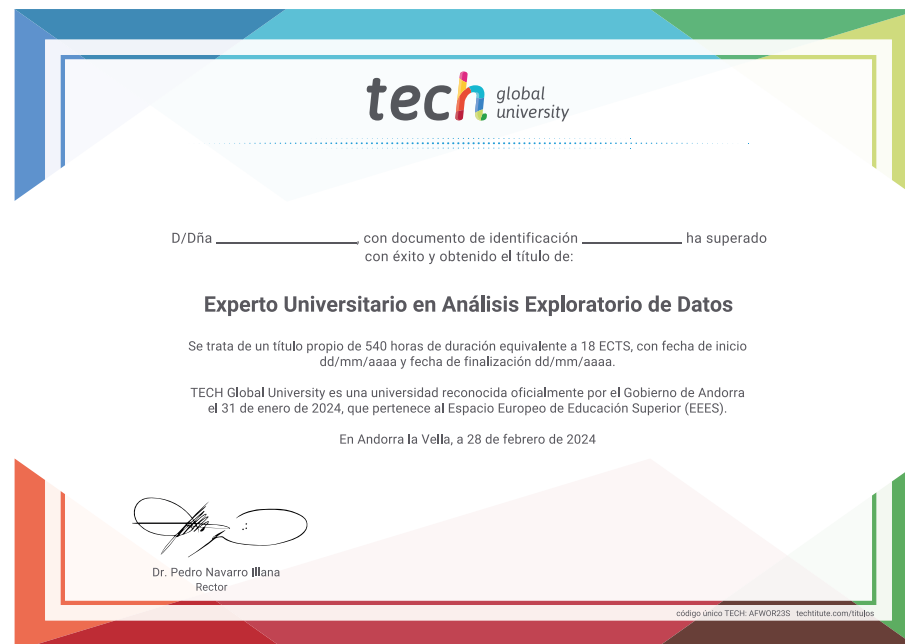 tech global
university
D/Dña ____________________, con documento de identificación ______________ ha superado
con éxito y obtenido el título de:
Experto Universitario en Análisis Exploratorio de Datos
Se trata de un título propio de 540 horas de duración equivalente a 18 ECTS, con fecha de inicio
dd/mm/aaaa y fecha de finalización dd/mm/aaaa.
TECH Global University es una universidad reconocida oficialmente por el Gobierno de Andorra
el 31 de enero de 2024, que pertenece al Espacio Europeo de Educación Superior (EEES).
En Andorra la Vella, a 28 de febrero de 2024
Dr. Pedro Navarro Illana
Rector
código único TECH: AFWOR23S techtitute.com/titulos